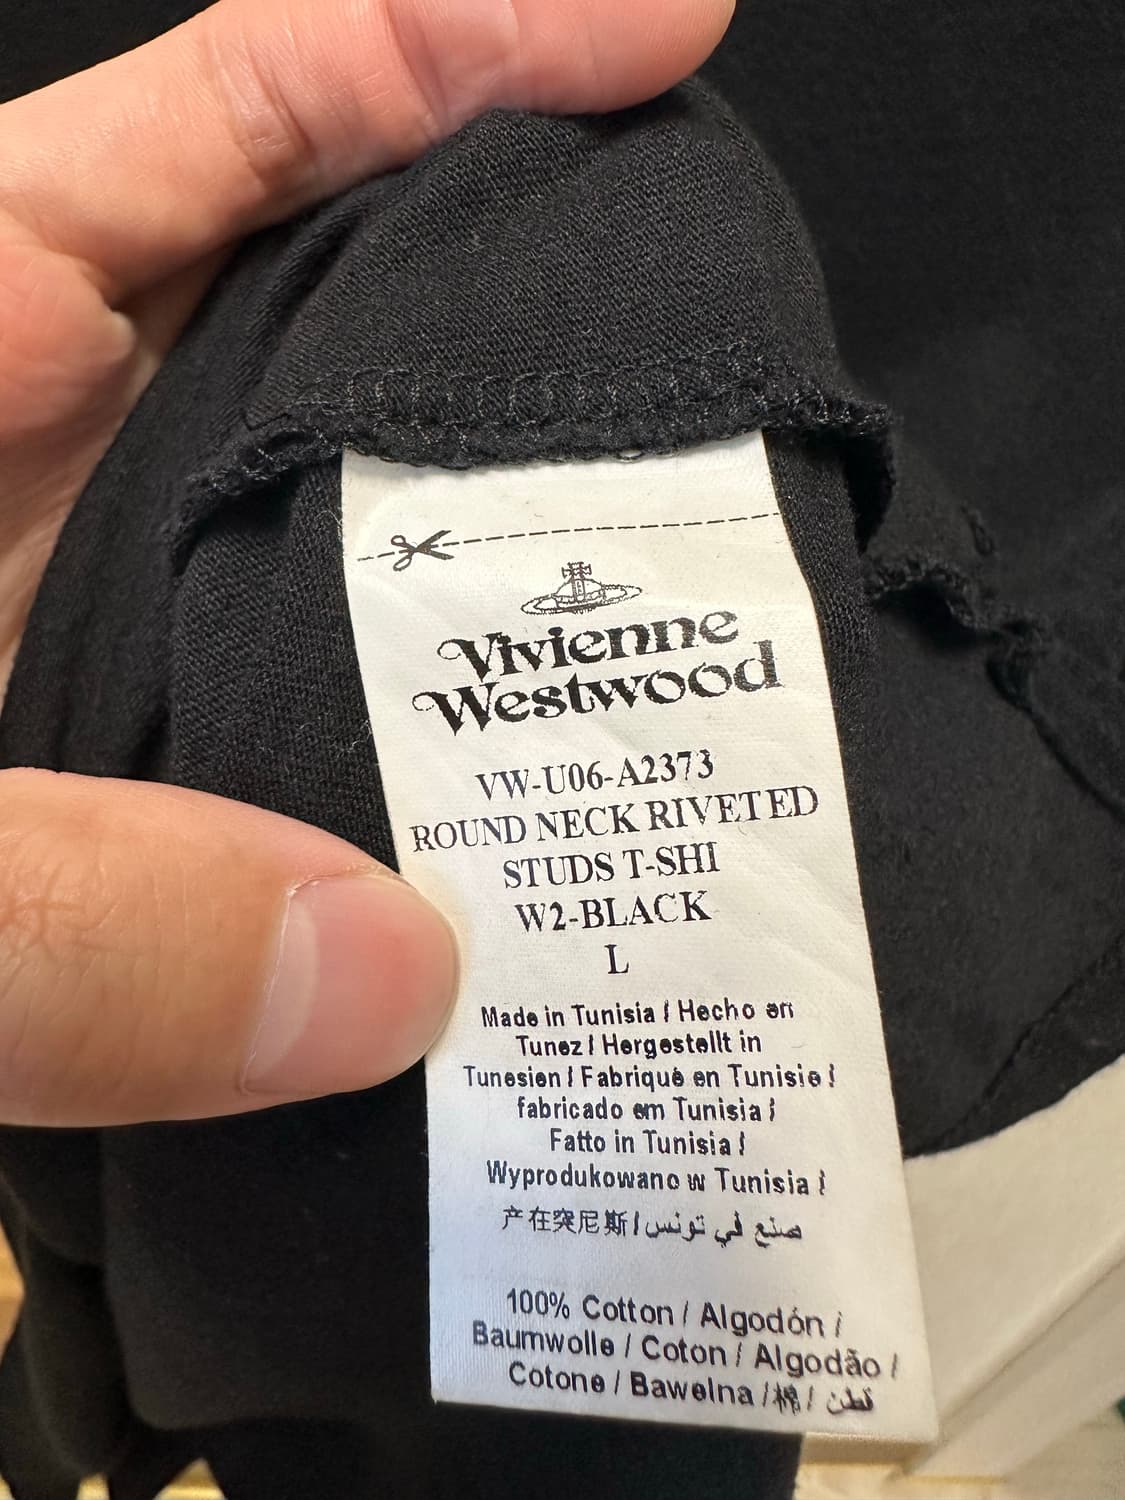 Vivienne
Westwood
VW-U06-A2373
ROUND NECK RIVETED
STUDS T-SHI
W2-BLACK
L
Made in Tunisia / Hecho en
Tunez / Hergestellt in
Tunesien / Fabriqué en Tunisie /
fabricado em Tunisia /
Fatto in Tunisia /
Wyprodukowano w Tunisia /
产在突尼斯 / صنع في تونس
100% Cotton / Algodón /
Baumwolle / Coton / Algodão /
Cotone / Bawelna / 棉 / قطن